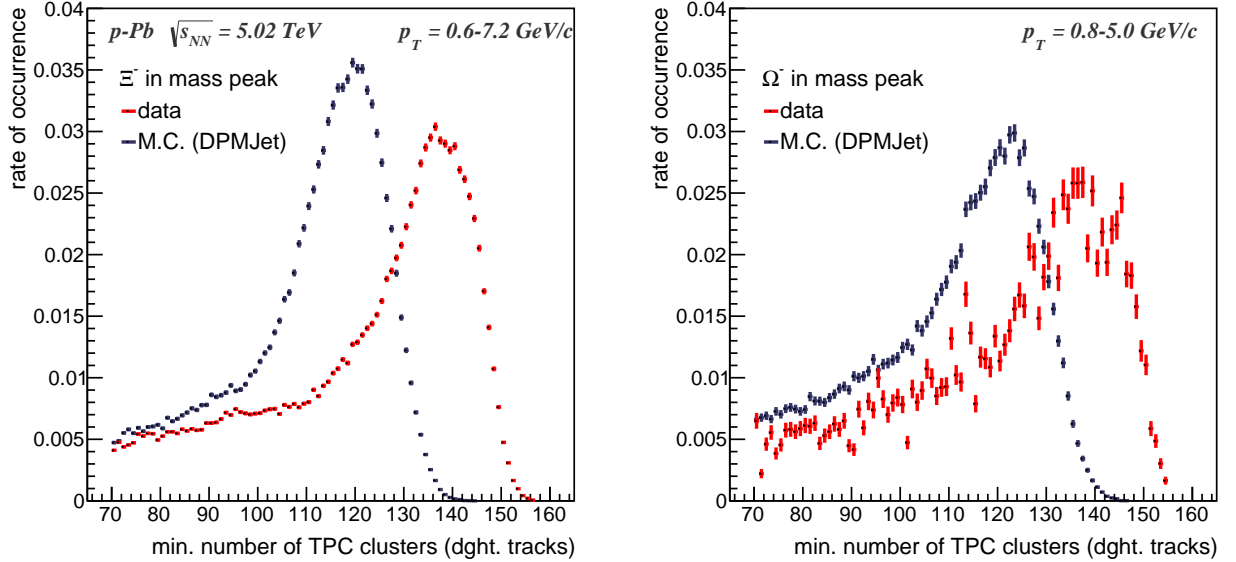 p-Pb √s_NN = 5.02 TeV p_T = 0.6-7.2 GeV/c
Ξ⁻ in mass peak
data
M.C. (DPMJet)
rate of occurrence
0.04
0.035
0.03
0.025
0.02
0.015
0.01
0.005
0
70 80 90 100 110 120 130 140 150 160
min. number of TPC clusters (dght. tracks)
p_T = 0.8-5.0 GeV/c
Ω⁻ in mass peak
data
M.C. (DPMJet)
rate of occurrence
0.04
0.035
0.03
0.025
0.02
0.015
0.01
0.005
0
70 80 90 100 110 120 130 140 150 160
min. number of TPC clusters (dght. tracks)